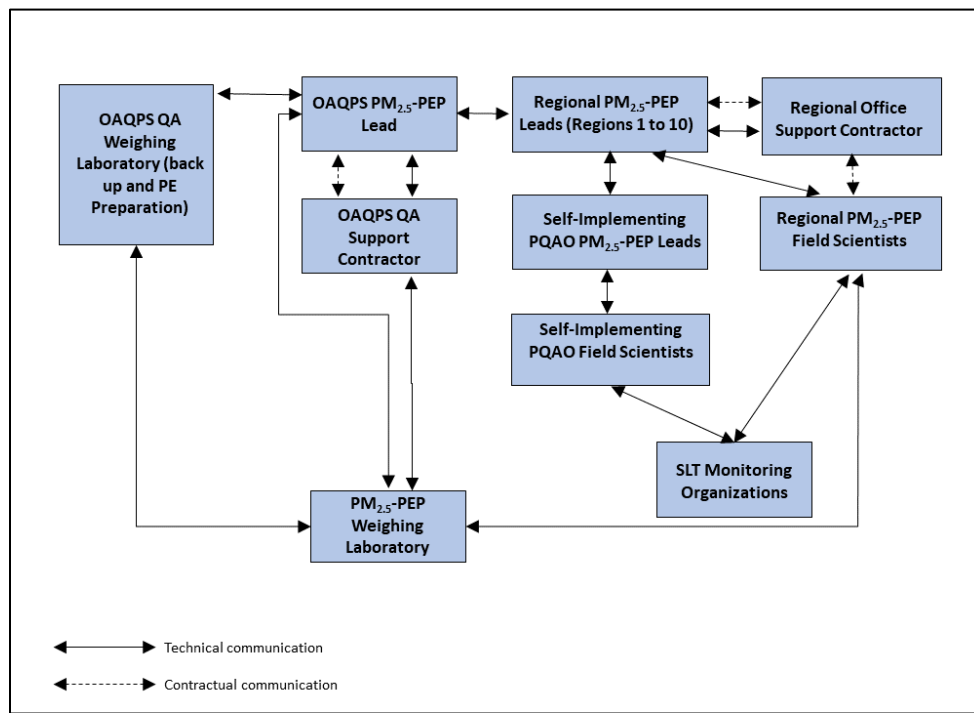 OAQPS QA
Weighing Laboratory (back
up and PE
Preparation)
OAQPS PM2.5-PEP
Lead
Regional PM2.5-PEP
Leads (Regions 1 to 10)
Regional Office
Support Contractor
OAQPS QA
Support
Contractor
Self-Implementing
PQAO PM2.5-PEP Leads
Regional PM2.5-PEP
Field Scientists
Self-Implementing
PQAO Field Scientists
SLT Monitoring
Organizations
PM2.5-PEP
Weighing
Laboratory
Technical communication
Contractual communication